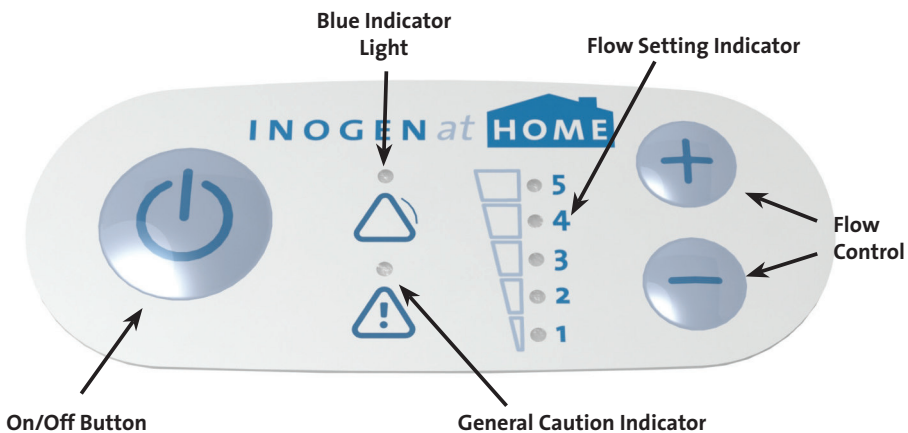 Blue Indicator
Light
Flow Setting Indicator
INOGEN at HOME
5
4
3
2
1
Flow
Control
On/Off Button
General Caution Indicator